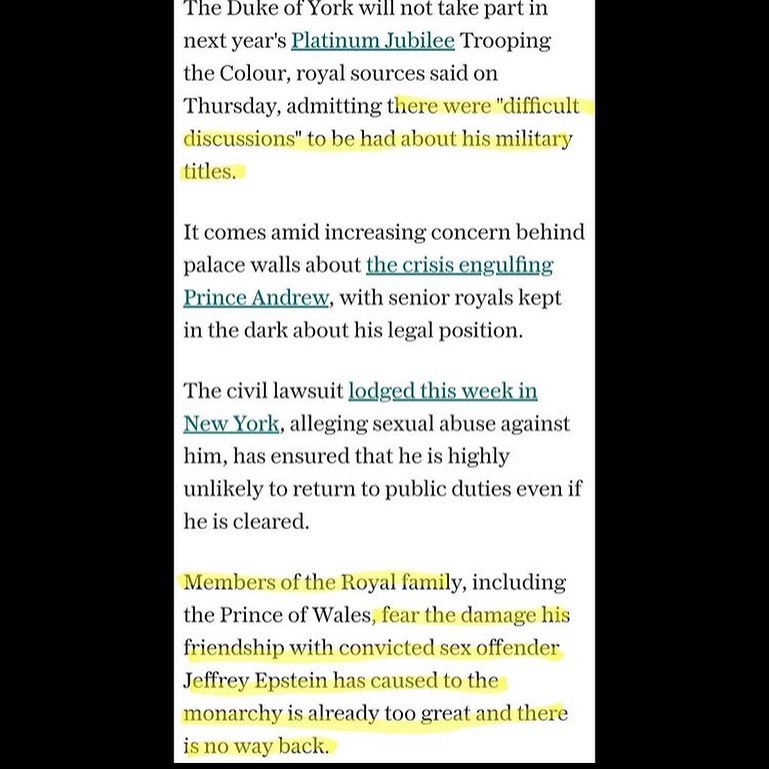 The Duke of York will not take part in
next year's Platinum Jubilee Trooping
the Colour, royal sources said on
Thursday, admitting there were "difficult
discussions" to be had about his military
titles.
It comes amid increasing concern behind
palace walls about the crisis engulfing
Prince Andrew, with senior royals kept
in the dark about his legal position.
The civil lawsuit lodged this week in
New York, alleging sexual abuse against
him, has ensured that he is highly
unlikely to return to public duties even if
he is cleared.
Members of the Royal family, including
the Prince of Wales, fear the damage his
friendship with convicted sex offender
Jeffrey Epstein has caused to the
monarchy is already too great and there
is no way back.